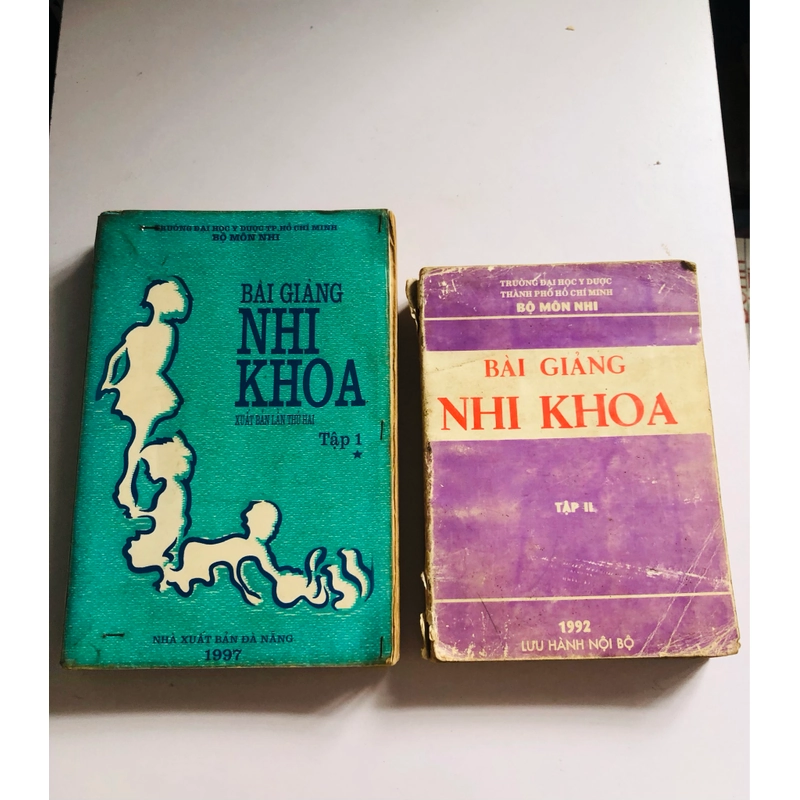 TRƯỜNG ĐẠI HỌC Y DƯỢC TP. HỒ CHÍ MINH
BỘ MÔN NHI
BÀI GIẢNG
NHI
KHOA
XUẤT BẢN LẦN THỨ HAI
Tập 1
★
NHÀ XUẤT BẢN ĐÀ NẴNG
1997
TRƯỜNG ĐẠI HỌC Y DƯỢC
THÀNH PHỐ HỒ CHÍ MINH
BỘ MÔN NHI
BÀI GIẢNG
NHI KHOA
TẬP II
1992
LƯU HÀNH NỘI BỘ